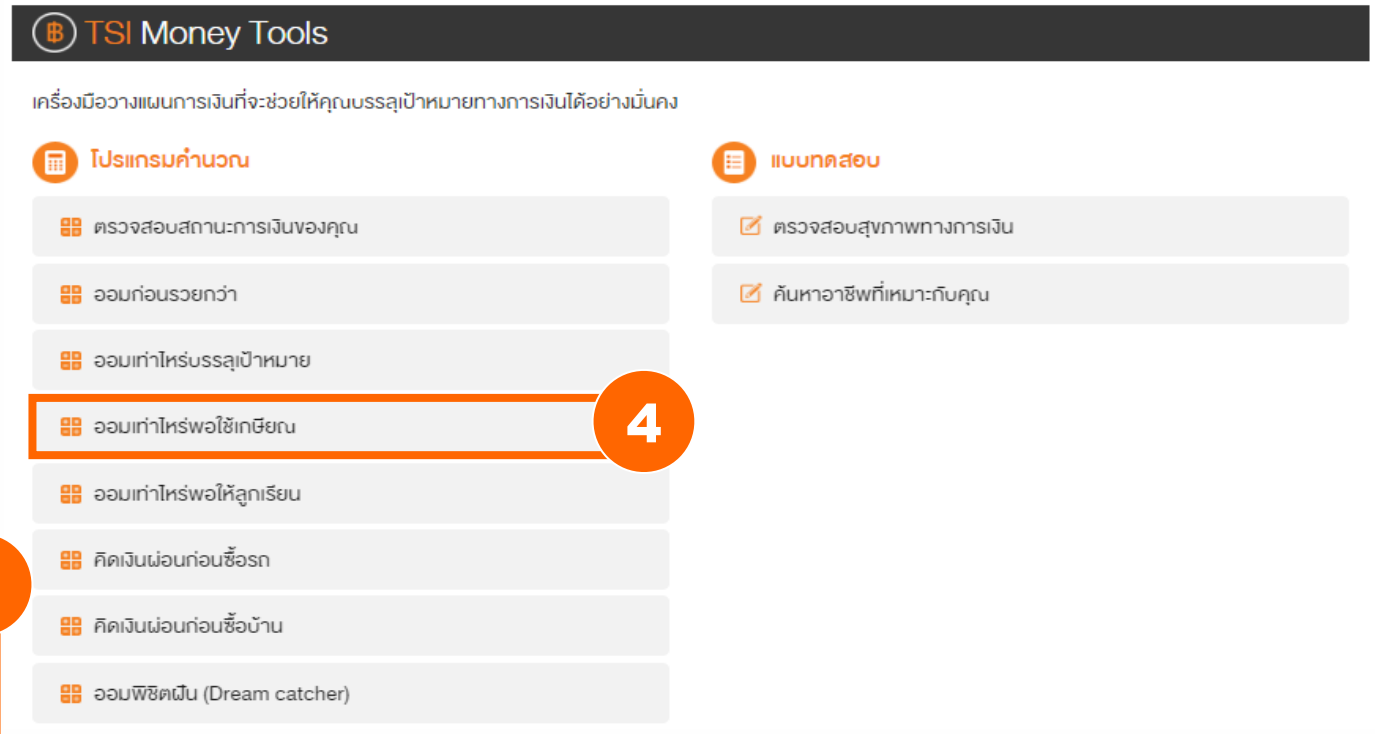 TSI Money Tools
เครื่องมือวางแผนการเงินที่จะช่วยให้คุณบรรลุเป้าหมายทางการเงินได้อย่างมั่นคง
โปรแกรมคำนวณ
ตรวจสอบสถานะการเงินของคุณ
ออมก่อนรวยกว่า
ออมเท่าไหร่บรรลุเป้าหมาย
ออมเท่าไหร่พอใช้เกษียณ
4
ออมเท่าไหร่พอให้ลูกเรียน
คิดเงินผ่อนก่อนซื้อรถ
คิดเงินผ่อนก่อนซื้อบ้าน
ออมพิชิตฝัน (Dream catcher)
แบบทดสอบ
ตรวจสอบสุขภาพทางการเงิน
ค้นหาอาชีพที่เหมาะกับคุณ